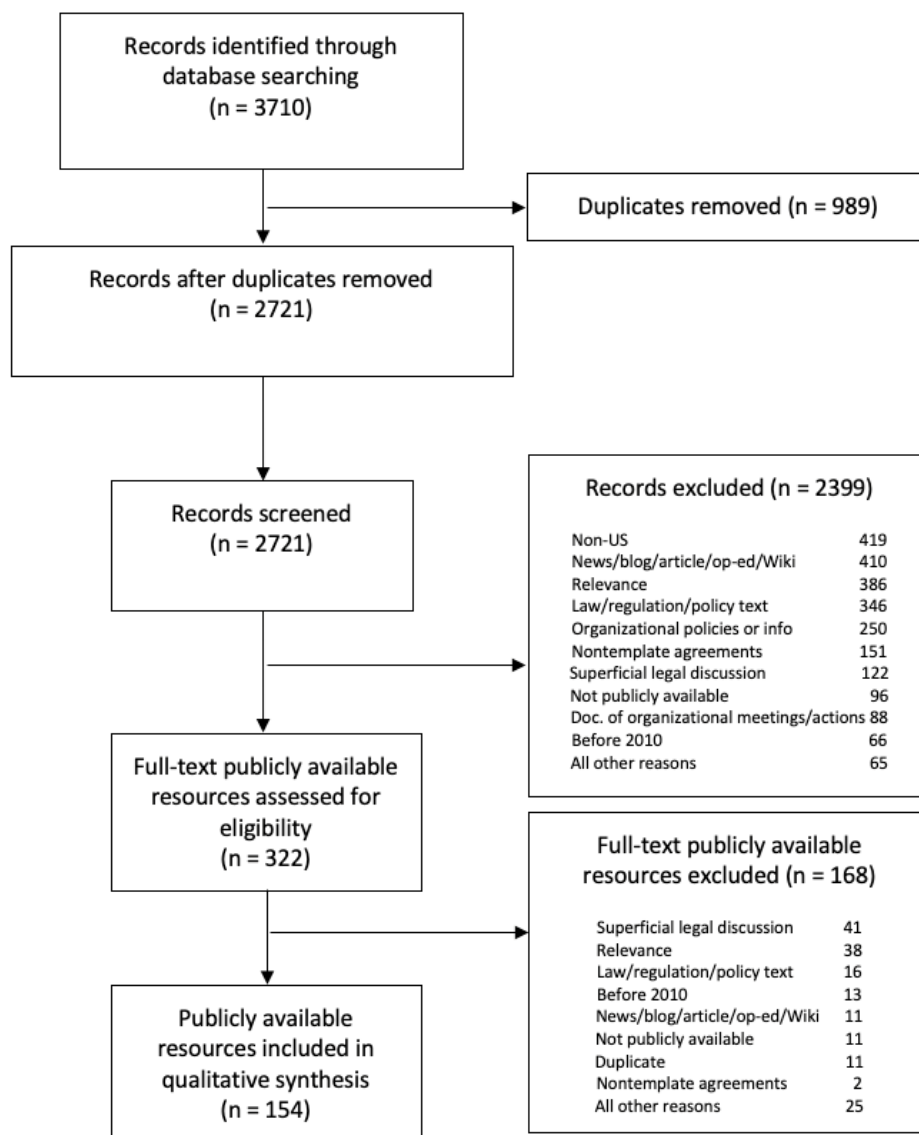 Records identified through
database searching
(n = 3710)
Duplicates removed (n = 989)
Records after duplicates removed
(n = 2721)
Records screened
(n = 2721)
Records excluded (n = 2399)
Non-US 419
News/blog/article/op-ed/Wiki 410
Relevance 386
Law/regulation/policy text 346
Organizational policies or info 250
Nontemplate agreements 151
Superficial legal discussion 122
Not publicly available 96
Doc. of organizational meetings/actions 88
Before 2010 66
All other reasons 65
Full-text publicly available
resources assessed for
eligibility
(n = 322)
Full-text publicly available
resources excluded (n = 168)
Superficial legal discussion 41
Relevance 38
Law/regulation/policy text 16
Before 2010 13
News/blog/article/op-ed/Wiki 11
Not publicly available 11
Duplicate 11
Nontemplate agreements 2
All other reasons 25
Publicly available
resources included in
qualitative synthesis
(n = 154)